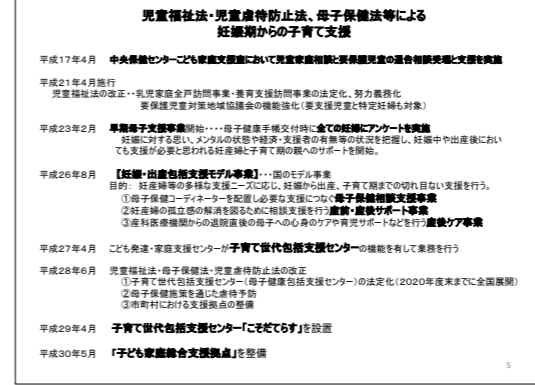 児童福祉法・児童虐待防止法、母子保健法等による
妊娠期からの子育て支援
平成17年4月 中央保健センターこども家庭支援室において児童家庭相談と要保護児童の通告相談受理と支援を実施
平成21年4月施行
児童福祉法の改正・・乳児家庭全戸訪問事業・養育支援訪問事業の法定化、努力義務化
要保護児童対策地域協議会の機能強化(要支援児童と特定妊婦も対象)
平成23年2月 早期母子支援事業開始・・・・母子健康手帳交付時に全ての妊婦にアンケートを実施
妊娠に対する思い、メンタルの状態や経済・支援者の有無等の状況を把握し、妊娠中や出産後におい
ても支援が必要と思われる妊産婦と子育て期の親へのサポートを開始。
平成26年8月 【妊娠・出産包括支援モデル事業】・・・国のモデル事業
目的: 妊産婦等の多様な支援ニーズに応じ、妊娠から出産、子育て期までの切れ目ない支援を行う。
①母子保健コーディネーターを配置し必要な支援につなぐ母子保健相談支援事業
②妊産婦の孤立感の解消を図るために相談支援を行う産前・産後サポート事業
③産科医療機関からの退院直後の母子への心身のケアや育児サポートなどを行う産後ケア事業
平成27年4月 こども発達・家庭支援センターが子育て世代包括支援センターの機能を有して業務を行う
平成28年6月 児童福祉法・母子保健法・児童虐待防止法の改正
①子育て世代包括支援センター(母子健康包括支援センター)の法定化(2020年度末までに全国展開)
②母子保健施策を通じた虐待予防
③市町村における支援拠点の整備
平成29年4月 子育て世代包括支援センター「こそだてらす」を設置
平成30年5月 「子ども家庭総合支援拠点」を整備
5